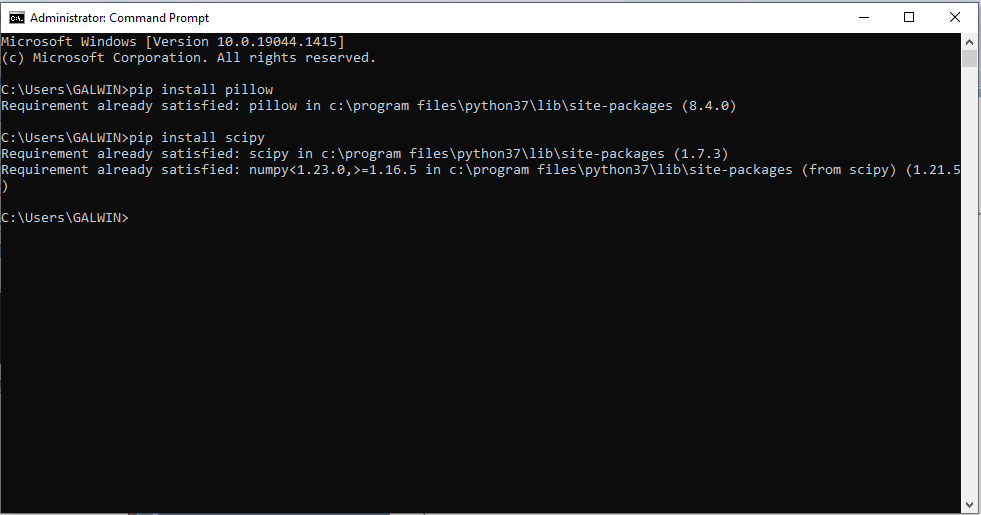 Administrator: Command Prompt
Microsoft Windows [Version 10.0.19044.1415]
(c) Microsoft Corporation. All rights reserved.
C:\Users\GALWIN>pip install pillow
Requirement already satisfied: pillow in c:\program files\python37\lib\site-packages (8.4.0)
C:\Users\GALWIN>pip install scipy
Requirement already satisfied: scipy in c:\program files\python37\lib\site-packages (1.7.3)
Requirement already satisfied: numpy<1.23.0,>=1.16.5 in c:\program files\python37\lib\site-packages (from scipy) (1.21.5
)
C:\Users\GALWIN>